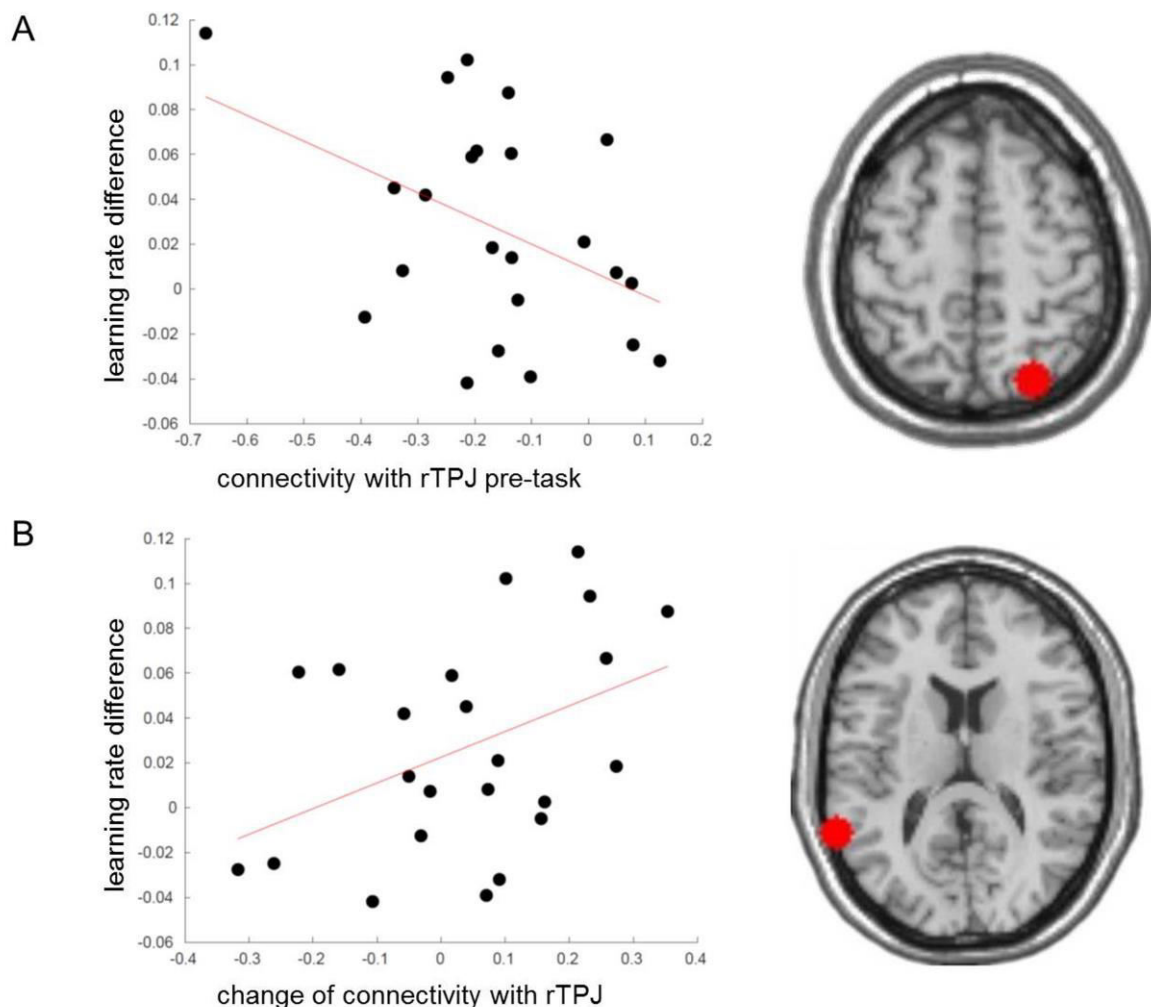 A
learning rate difference
0.12
0.1
0.08
0.06
0.04
0.02
0
-0.02
-0.04
-0.06
-0.7 -0.6 -0.5 -0.4 -0.3 -0.2 -0.1 0 0.1 0.2
connectivity with rTPJ pre-task
B
learning rate difference
0.12
0.1
0.08
0.06
0.04
0.02
0
-0.02
-0.04
-0.06
-0.4 -0.3 -0.2 -0.1 0 0.1 0.2 0.3 0.4
change of connectivity with rTPJ